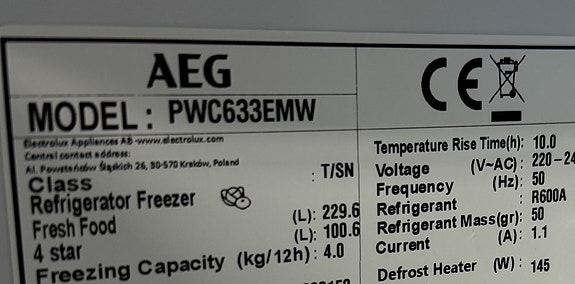 AEG
MODEL : PWC633EMW
Electrolux Appliances AB -www.electrolux.com
Central contact address:
Al. Powstańców Śląskich 26, 30-570 Kraków, Poland
Class : T/SN
Refrigerator Freezer
Fresh Food (L): 229.6
4 star (L): 100.6
Freezing Capacity (kg/12h) : 4.0
CE
Temperature Rise Time(h): 10.0
Voltage (V~AC) : 220-24
Frequency (Hz): 50
Refrigerant : R600A
Refrigerant Mass(gr): 50
Current (A): 1.1
Defrost Heater (W) : 145